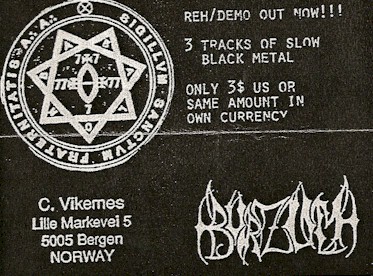 SIGILLVM SANCTVM FRATERNITATIS A∴A∴
REH/DEMO OUT NOW!!!
3 TRACKS OF SLOW
BLACK METAL
ONLY 3$ US OR
SAME AMOUNT IN
OWN CURRENCY
C. Vikernes
Lille Markevei 5
5005 Bergen
NORWAY
BURZUM